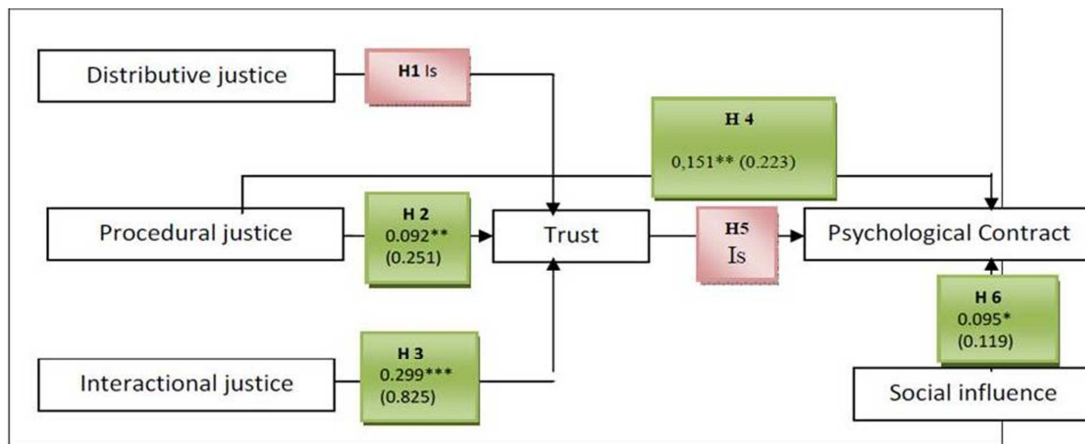 Distributive justice
H1 Is
H 4
0,151** (0.223)
Procedural justice
H 2
0.092**
(0.251)
Trust
H5
Is
Psychological Contract
H 6
0.095*
(0.119)
Interactional justice
H 3
0.299***
(0.825)
Social influence